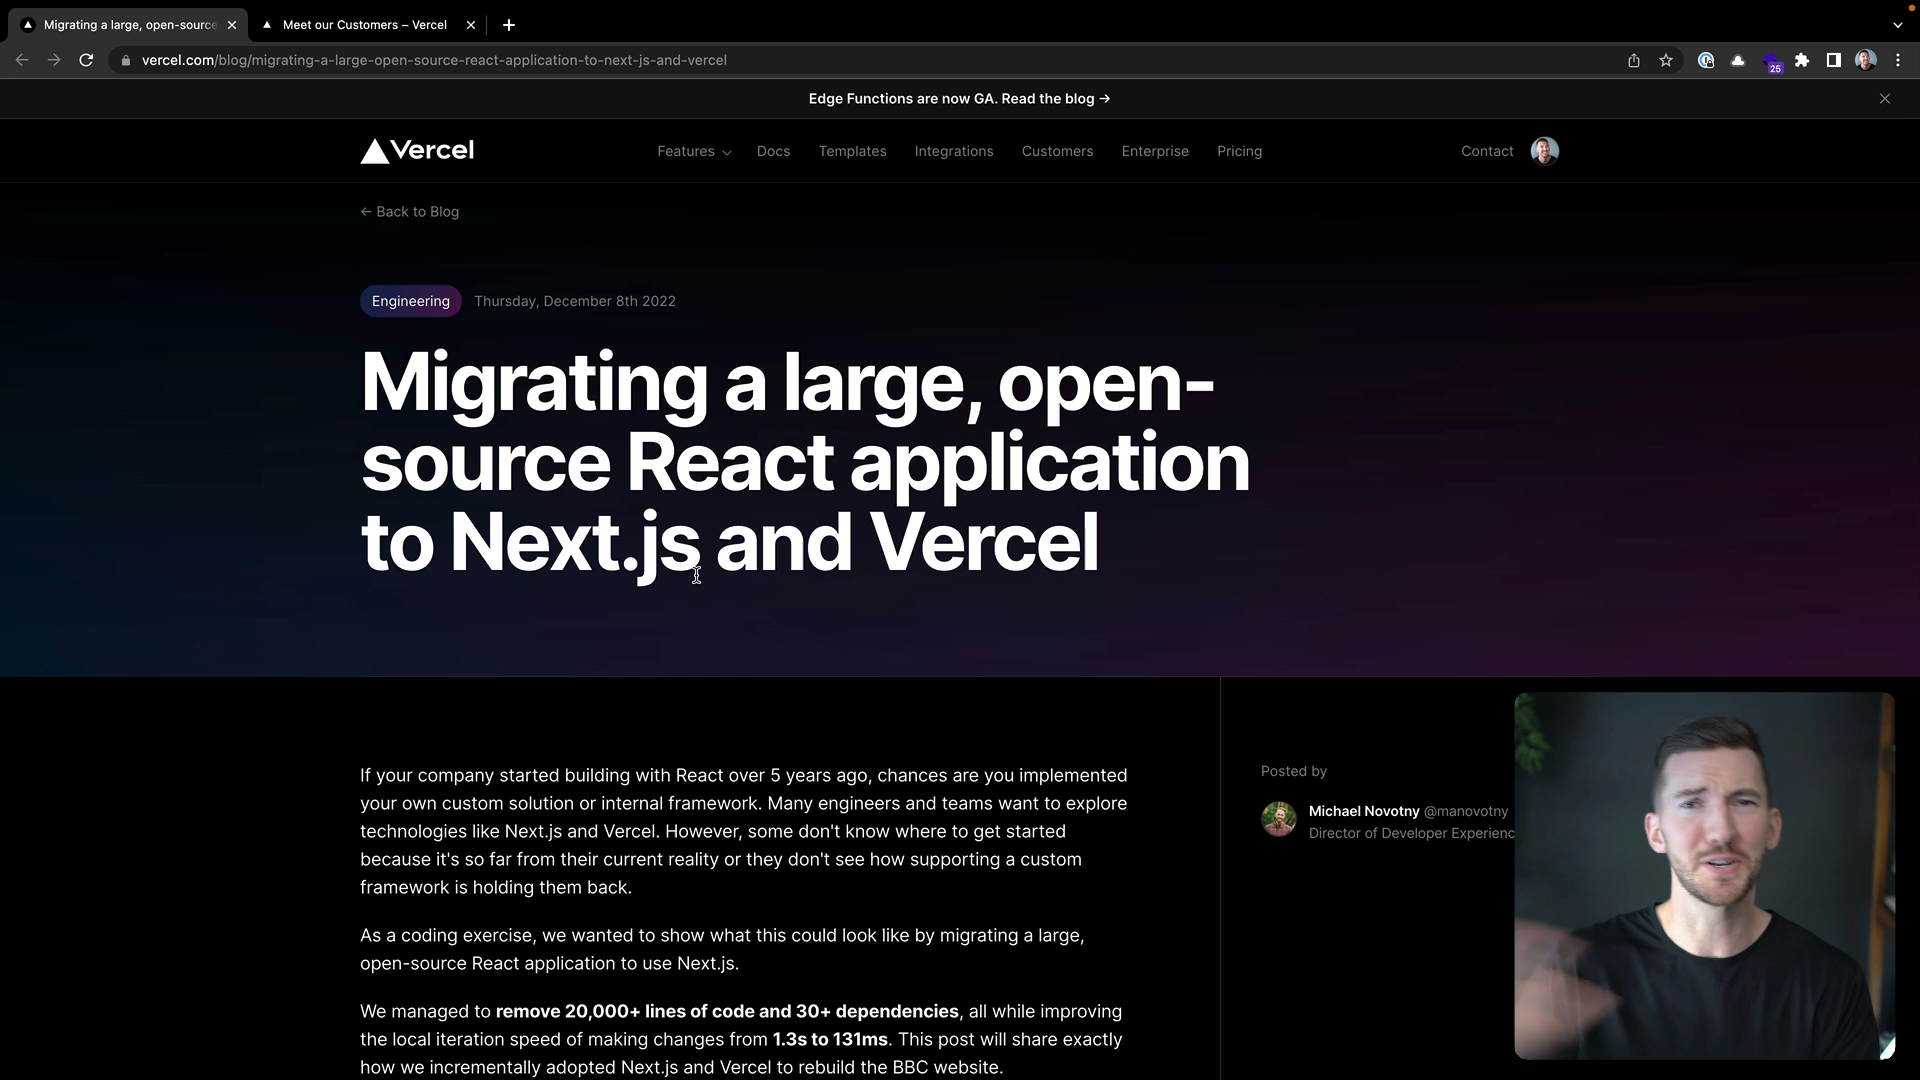 Migrating a large, open-source
Meet our Customers – Vercel
vercel.com/blog/migrating-a-large-open-source-react-application-to-next-js-and-vercel
25
Edge Functions are now GA. Read the blog →
Vercel
Features
Docs
Templates
Integrations
Customers
Enterprise
Pricing
Contact
← Back to Blog
Engineering
Thursday, December 8th 2022
Migrating a large, open-
source React application
to Next.js and Vercel
If your company started building with React over 5 years ago, chances are you implemented
your own custom solution or internal framework. Many engineers and teams want to explore
technologies like Next.js and Vercel. However, some don't know where to get started
because it's so far from their current reality or they don't see how supporting a custom
framework is holding them back.
As a coding exercise, we wanted to show what this could look like by migrating a large,
open-source React application to use Next.js.
We managed to remove 20,000+ lines of code and 30+ dependencies, all while improving
the local iteration speed of making changes from 1.3s to 131ms. This post will share exactly
how we incrementally adopted Next.js and Vercel to rebuild the BBC website.
Posted by
Michael Novotny @manovotny
Director of Developer Experienc